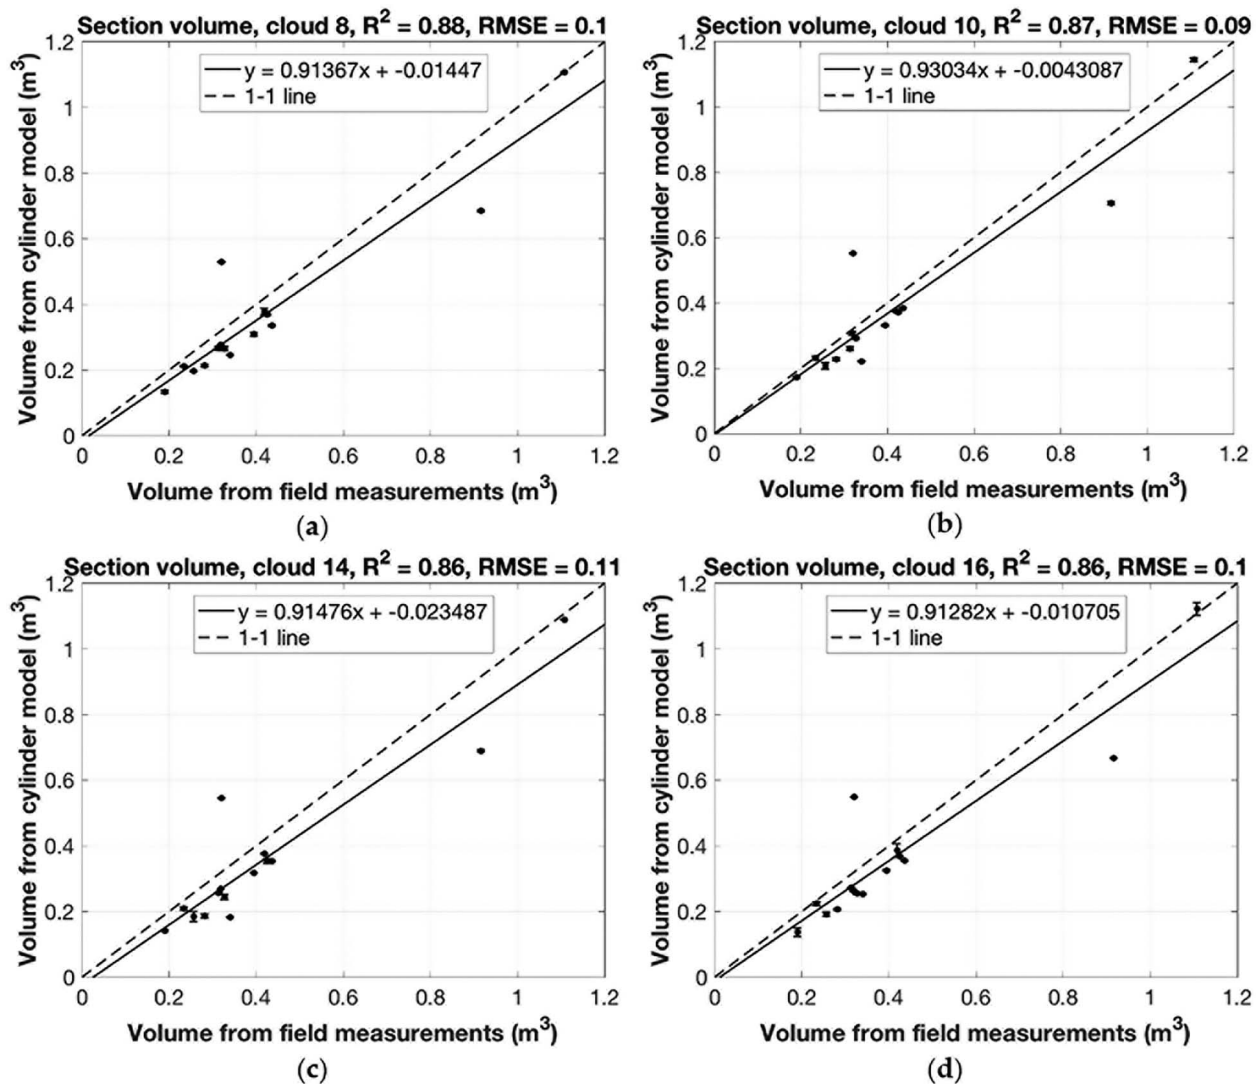 Section volume, cloud 8, R² = 0.88, RMSE = 0.1
y = 0.91367x + -0.01447
1-1 line
Volume from cylinder model (m³)
1.2
1
0.8
0.6
0.4
0.2
0
0 0.2 0.4 0.6 0.8 1 1.2
Volume from field measurements (m³)
(a)
Section volume, cloud 10, R² = 0.87, RMSE = 0.09
y = 0.93034x + -0.0043087
1-1 line
Volume from cylinder model (m³)
1.2
1
0.8
0.6
0.4
0.2
0
0 0.2 0.4 0.6 0.8 1 1.2
Volume from field measurements (m³)
(b)
Section volume, cloud 14, R² = 0.86, RMSE = 0.11
y = 0.91476x + -0.023487
1-1 line
Volume from cylinder model (m³)
1.2
1
0.8
0.6
0.4
0.2
0
0 0.2 0.4 0.6 0.8 1 1.2
Volume from field measurements (m³)
(c)
Section volume, cloud 16, R² = 0.86, RMSE = 0.1
y = 0.91282x + -0.010705
1-1 line
Volume from cylinder model (m³)
1.2
1
0.8
0.6
0.4
0.2
0
0 0.2 0.4 0.6 0.8 1 1.2
Volume from field measurements (m³)
(d)